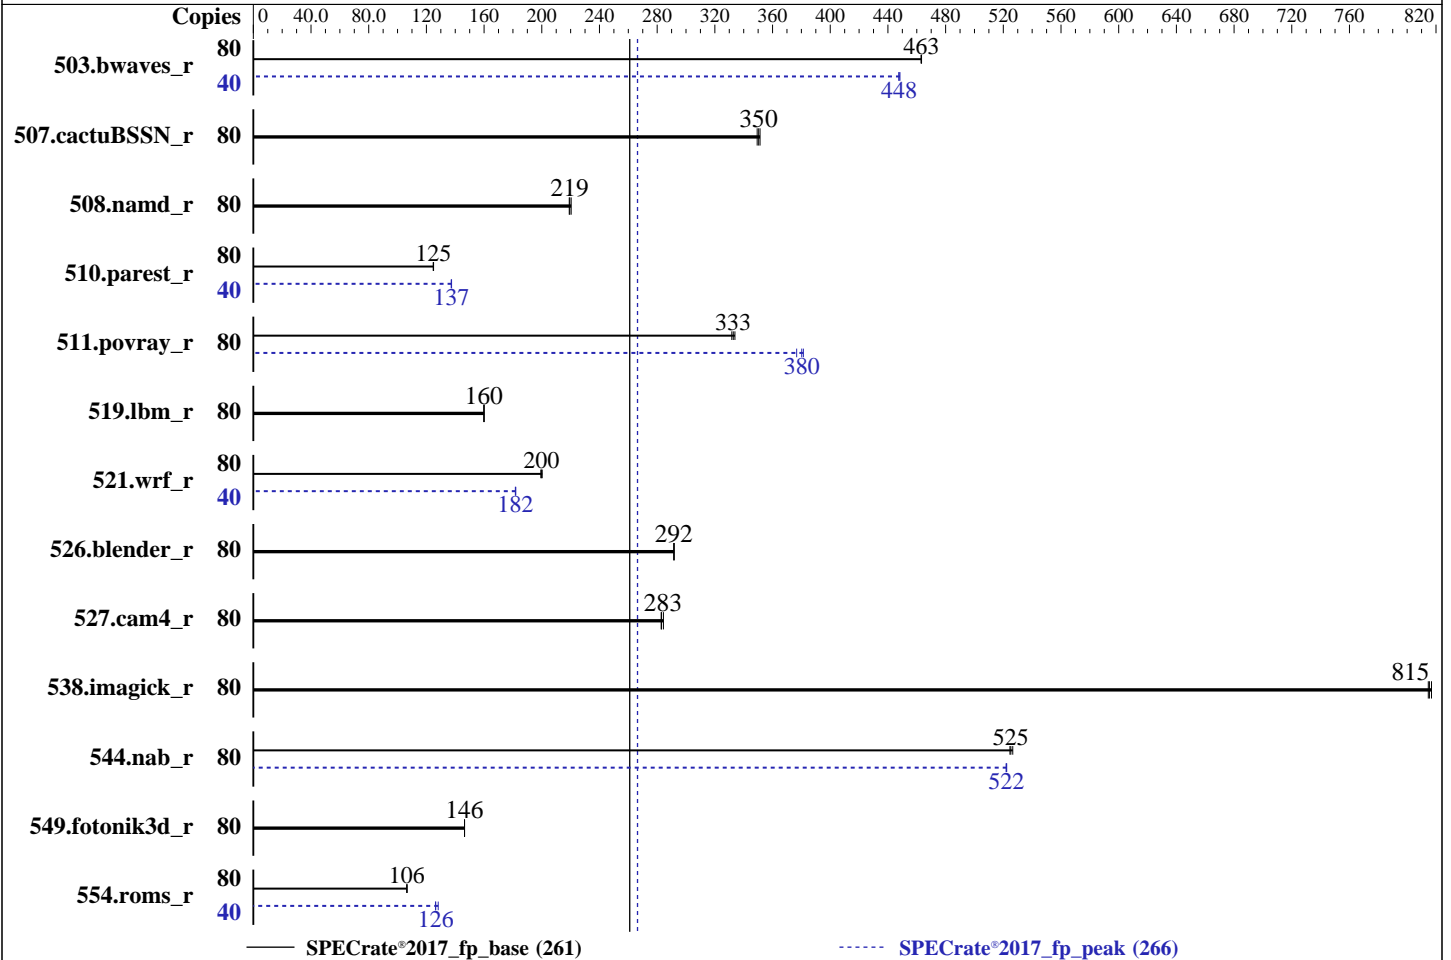 Copies 0 40.0 80.0 120 160 200 240 280 320 360 400 440 480 520 560 600 640 680 720 760 820
503.bwaves_r 80 463
40 448
507.cactuBSSN_r 80 350
508.namd_r 80 219
510.parest_r 80 125
40 137
511.povray_r 80 333
380
519.lbm_r 80 160
521.wrf_r 80 200
40 182
526.blender_r 80 292
527.cam4_r 80 283
538.imagick_r 80 815
544.nab_r 80 525
522
549.fotonik3d_r 80 146
554.roms_r 80 106
40 126
SPECrate®2017_fp_base (261) SPECrate®2017_fp_peak (266)